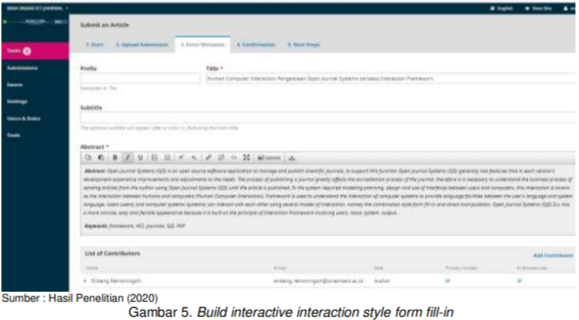 BINA INSANI ICT JOURNAL
English View Site
Submit an Article
Tasks
1. Start 2. Upload Submission 3. Enter Metadata 4. Confirmation 5. Next Steps
Submissions
Prefix Title *
Issues
Human Computer Interaction Pengelolaan Open Journal Systems berbasis Interaction Framework
Examples: A, The
Settings
Subtitle
Users & Roles
Tools
The optional subtitle will appear after a colon (:), following the main title.
Abstract *
Upload
Abstract: Open Journal Systems (OJS) is an open source software application to manage and publish scientific journals, to support this function Open Journal Systems (OJS) generally has features that in each version's
development experience improvements and adjustments to the needs. The process of publishing a journal greatly affects the accreditation process of the journal, therefore it is necessary to understand the business process of
sending articles from the author using Open Journal Systems (OJS) until the article is published. In the system required modeling planning, design and use of interfaces between users and computers, this interaction is known
as the interaction between humans and computers (Human Computer Interaction). Framework is used to understand the interaction of computer systems to provide language facilities between the user's language and system
language, users (users) and computer systems (systems) can interact with each other using several models of interaction, namely the combination style form fill-in and direct manipulation. Open Journal Systems (OJS) 3.x. has
a more concise, easy and flexible appearance because it is built on the principle of Interaction Framework involving users, input, system, output.
Keywords: framework, HCI, journals, OJS, PKP
List of Contributors Add Contributor
Name E-mail Role Primary Contact In Browse Lists
Endang Retnoningsih endang.retnoningsih@binainsani.ac.id Author
Sumber : Hasil Penelitian (2020)
Gambar 5. Build interactive interaction style form fill-in